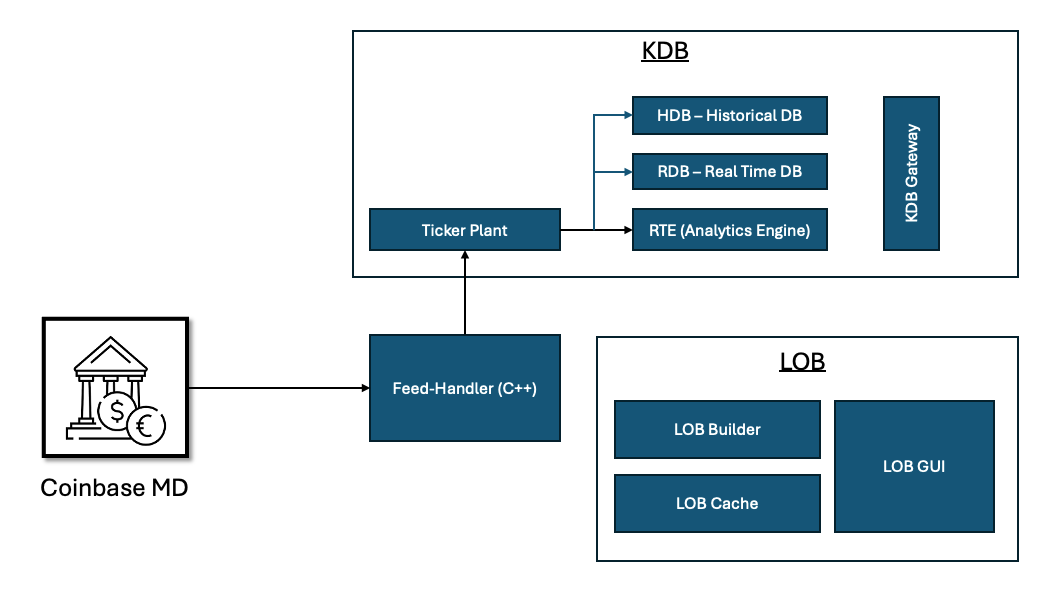 KDB
HDB – Historical DB
RDB – Real Time DB
KDB Gateway
Ticker Plant
RTE (Analytics Engine)
$
€
Coinbase MD
Feed-Handler (C++)
LOB
LOB Builder
LOB Cache
LOB GUI